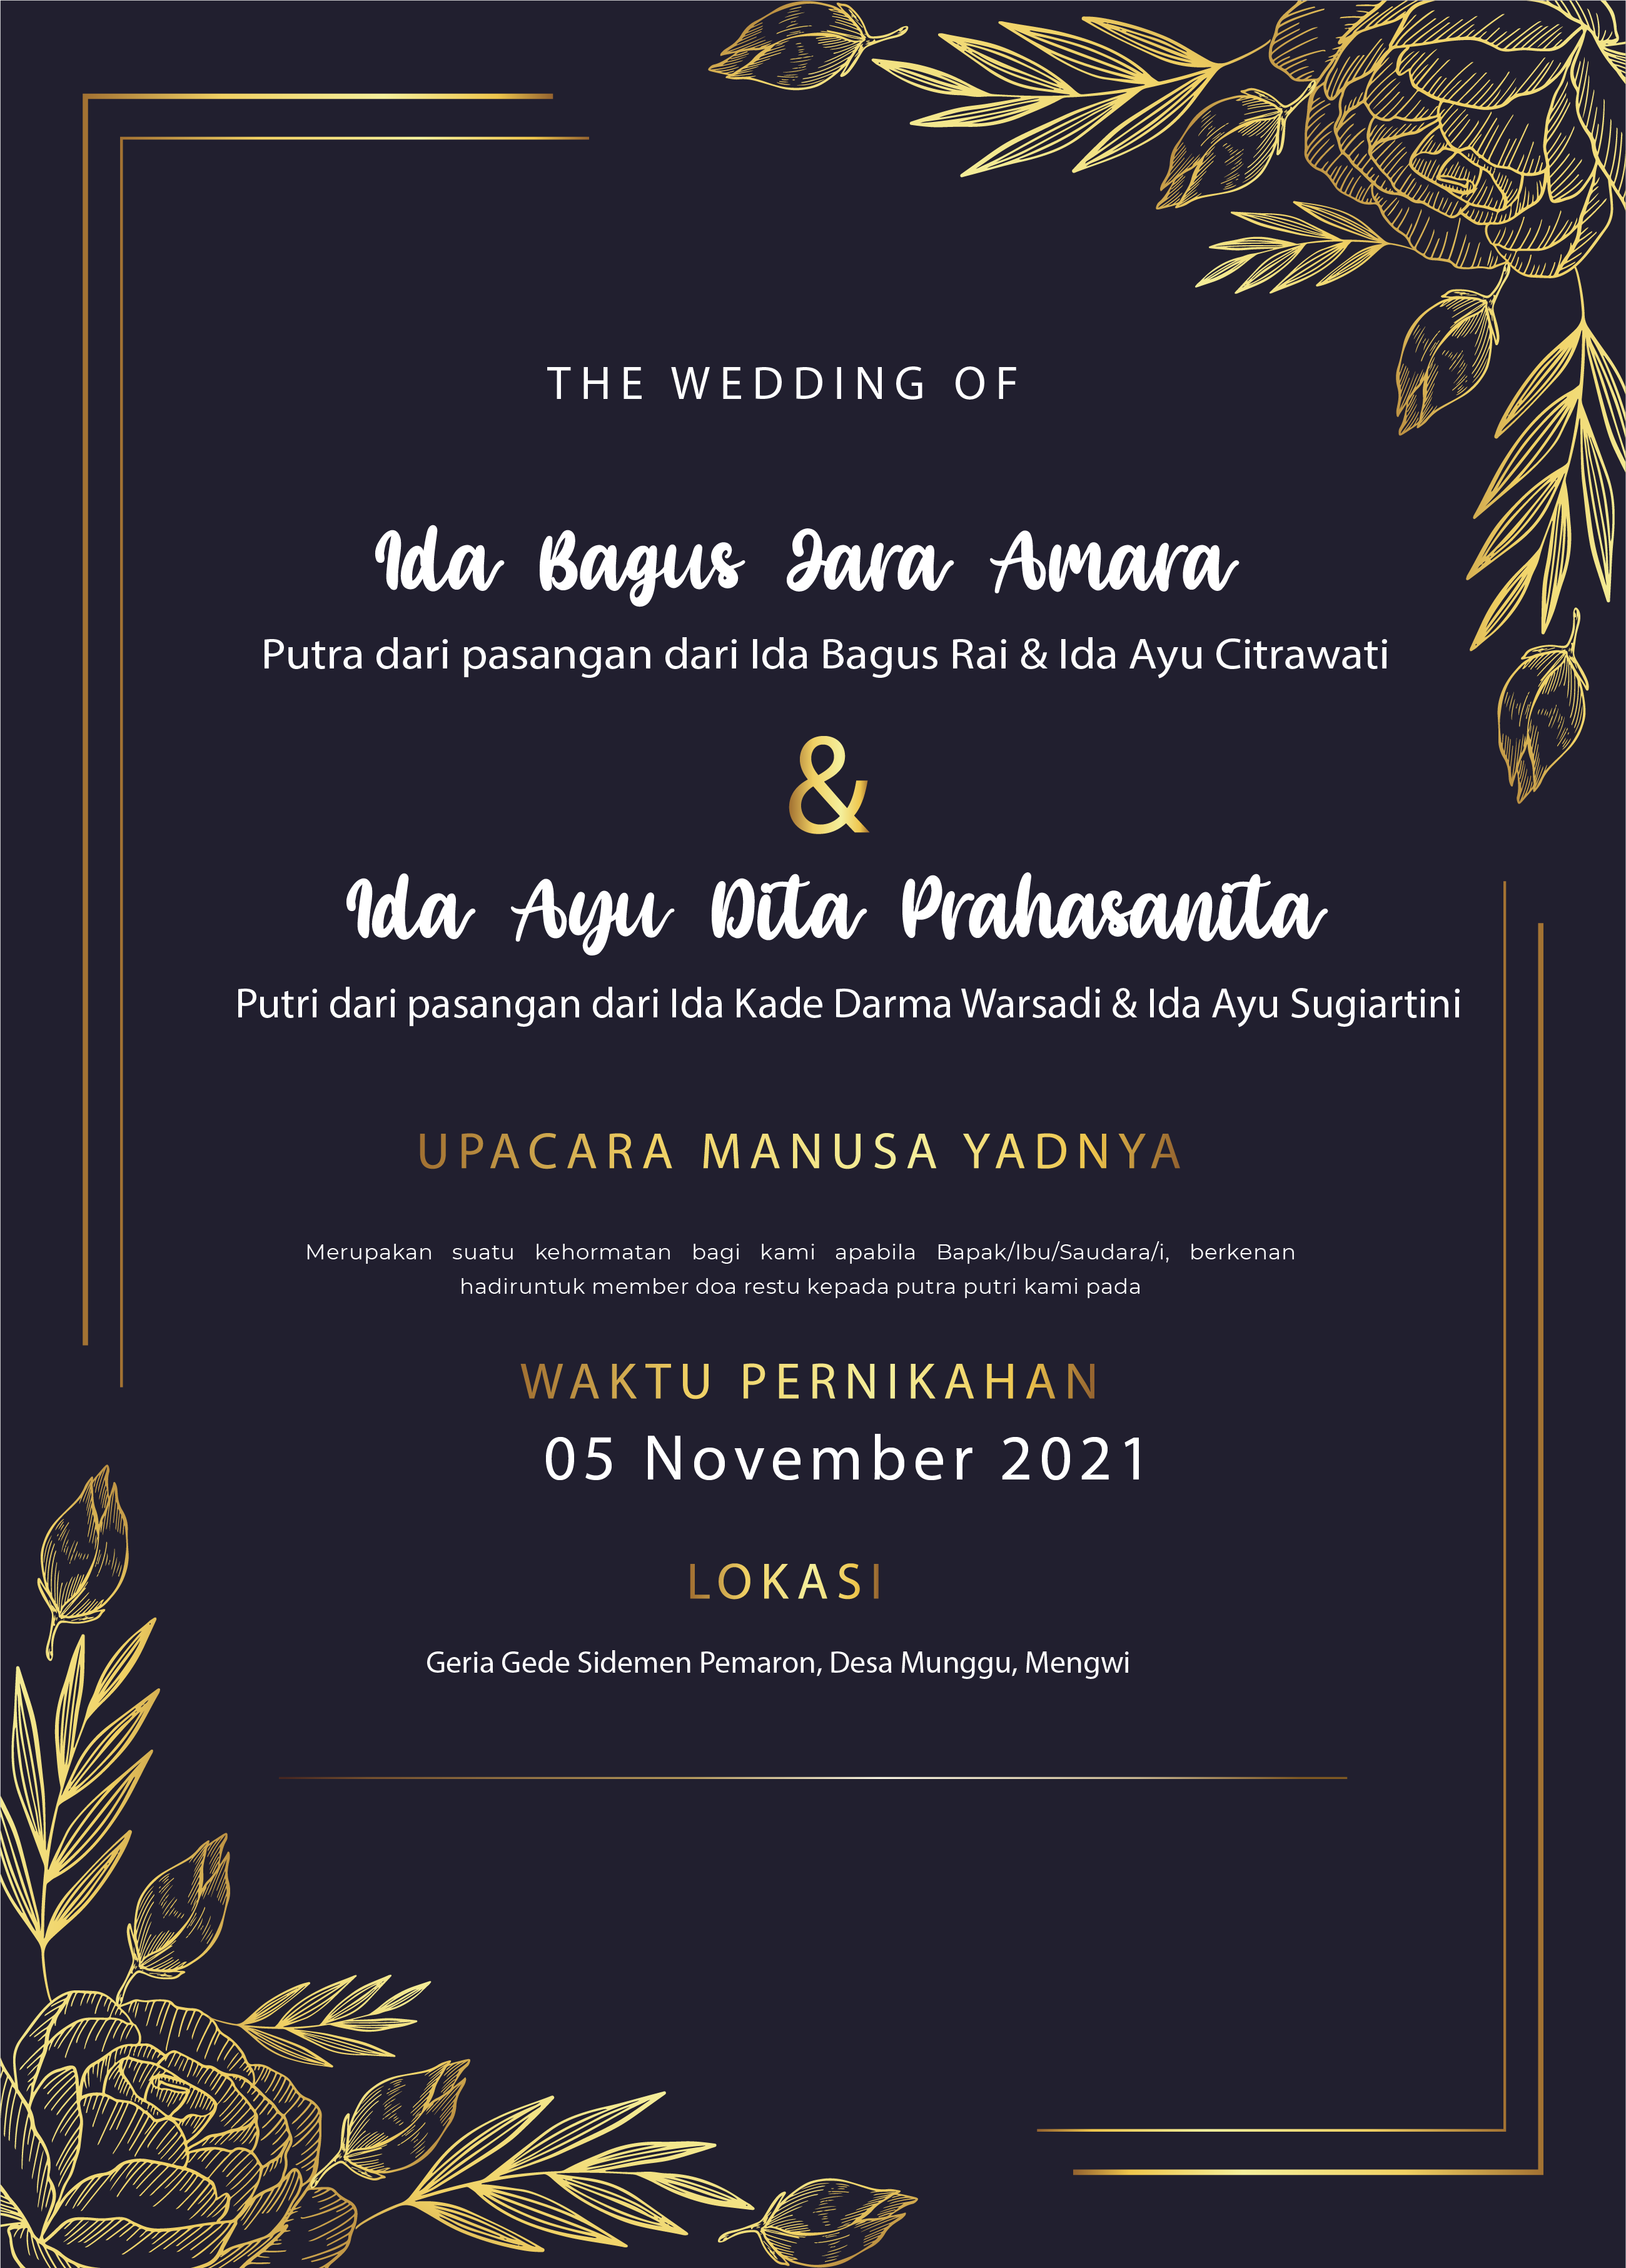 THE WEDDING OF
Ida Bagus Jara Amara
Putra dari pasangan dari Ida Bagus Rai & Ida Ayu Citrawati
&
Ida Ayu Dita Prahasanita
Putri dari pasangan dari Ida Kade Darma Warsadi & Ida Ayu Sugiartini
UPACARA MANUSA YADNYA
Merupakan suatu kehormatan bagi kami apabila Bapak/Ibu/Saudara/i, berkenan
hadiruntuk member doa restu kepada putra putri kami pada
WAKTU PERNIKAHAN
05 November 2021
LOKASI
Geria Gede Sidemen Pemaron, Desa Munggu, Mengwi